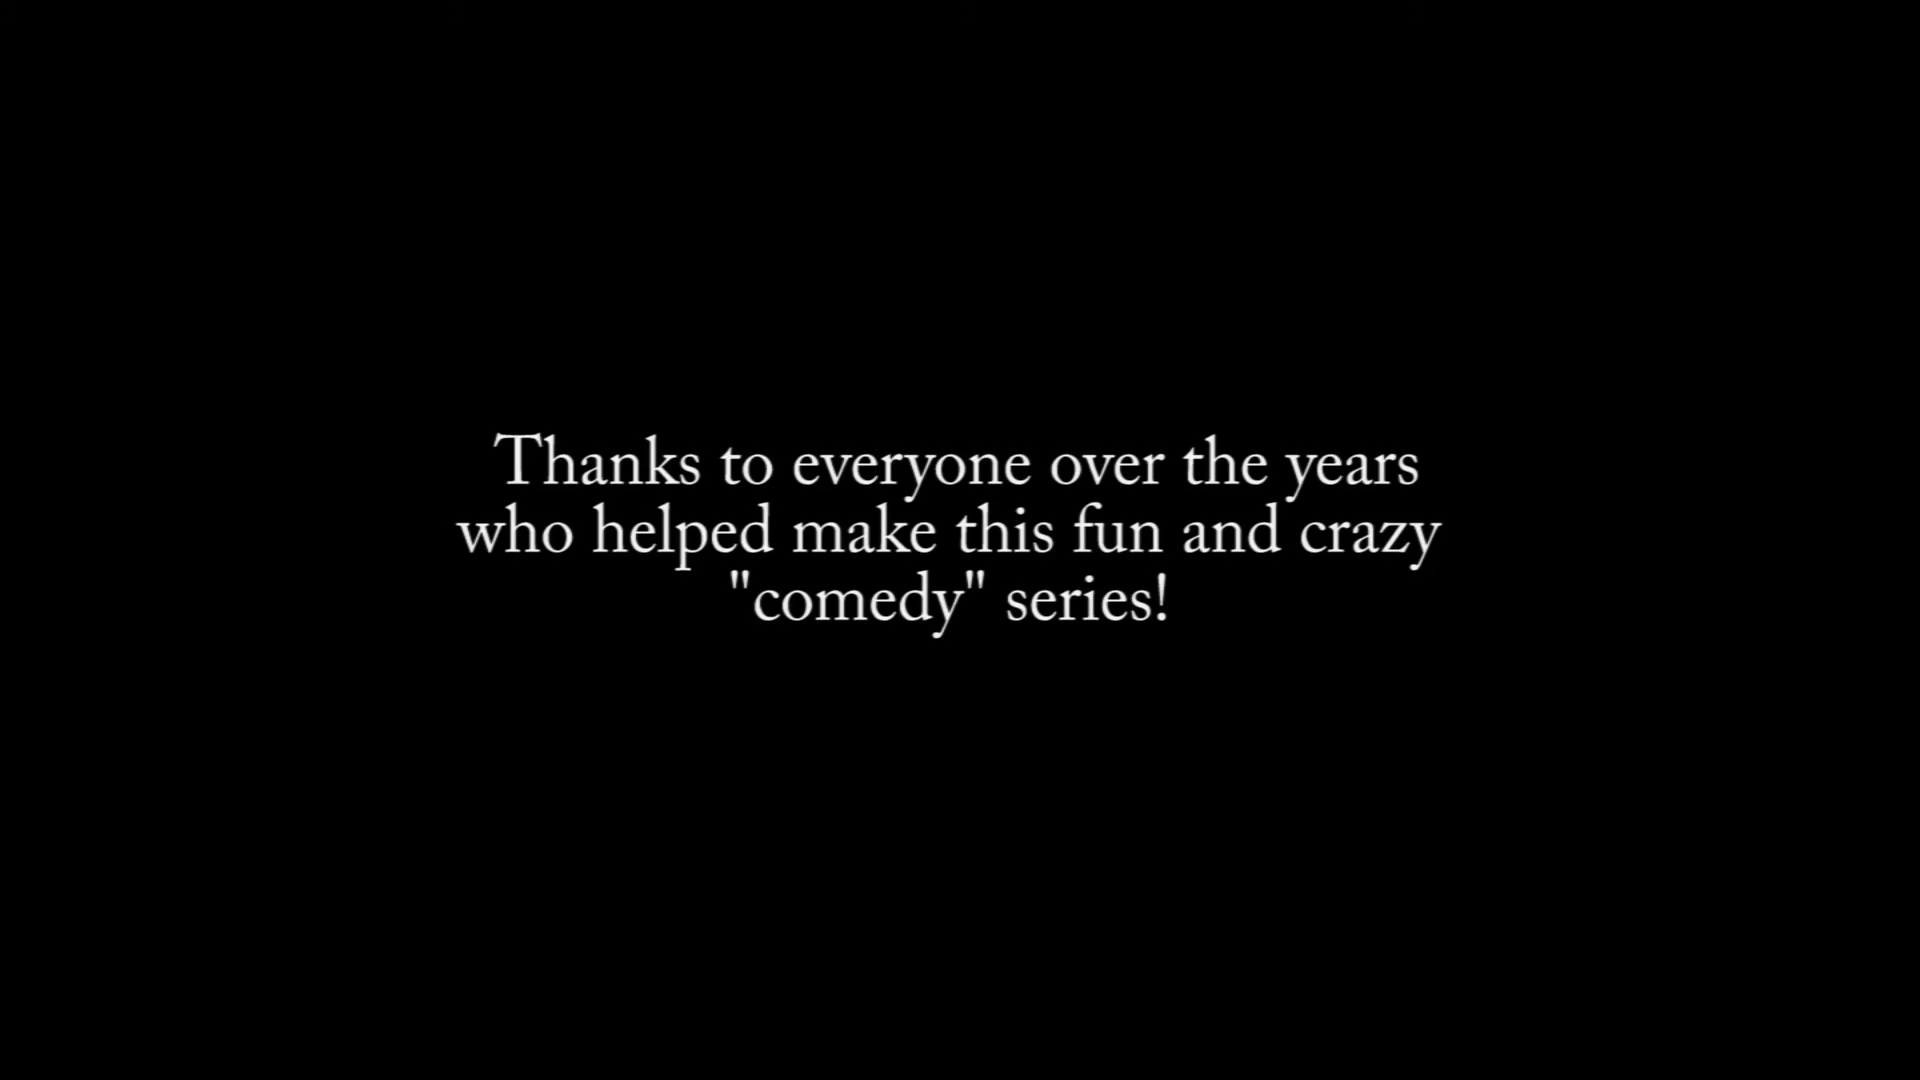 Thanks to everyone over the years
who helped make this fun and crazy
"comedy" series!